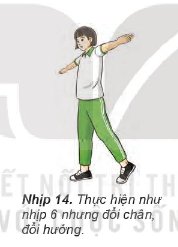 Nhịp 14. Thực hiện như
nhịp 6 nhưng đổi chân,
đổi hướng.